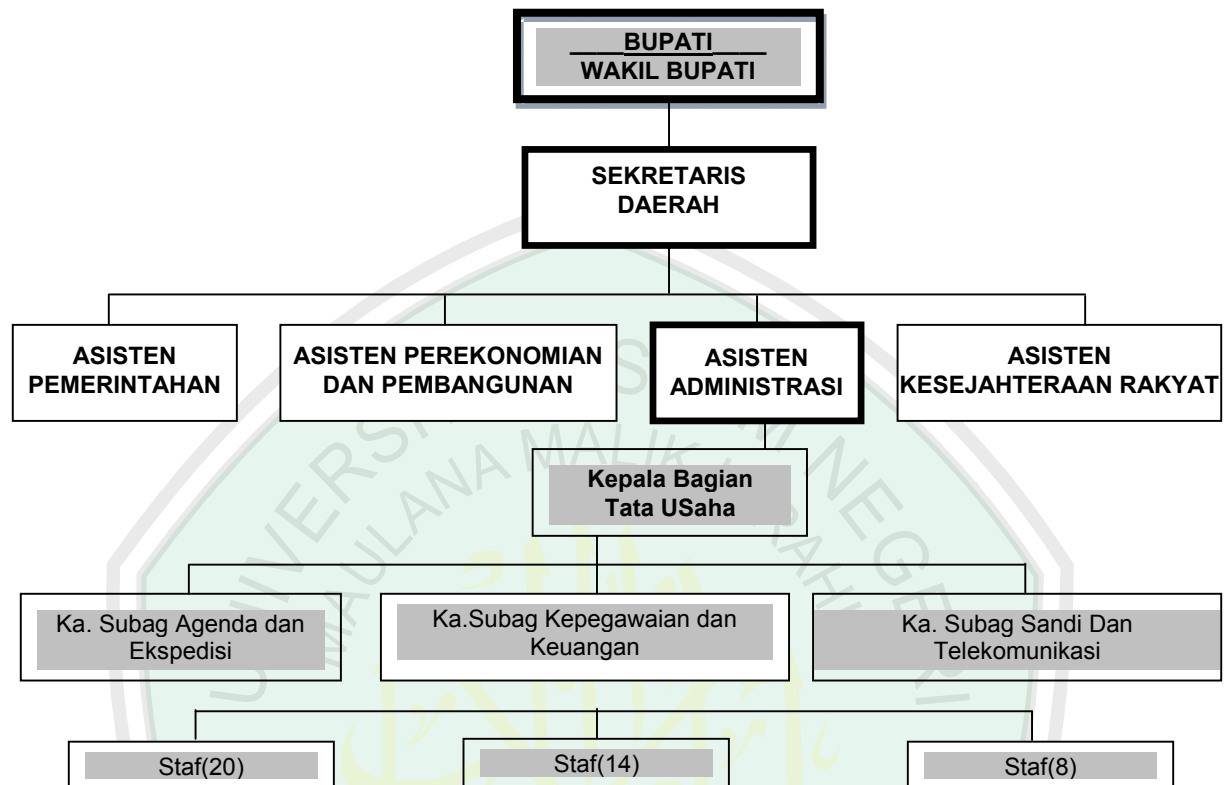 BUPATI
WAKIL BUPATI
SEKRETARIS
DAERAH
ASISTEN
PEMERINTAHAN
ASISTEN PEREKONOMIAN
DAN PEMBANGUNAN
ASISTEN
ADMINISTRASI
ASISTEN
KESEJAHTERAAN RAKYAT
Kepala Bagian
Tata USaha
Ka. Subag Agenda dan
Ekspedisi
Ka.Subag Kepegawaian dan
Keuangan
Ka. Subag Sandi Dan
Telekomunikasi
Staf(20)
Staf(14)
Staf(8)